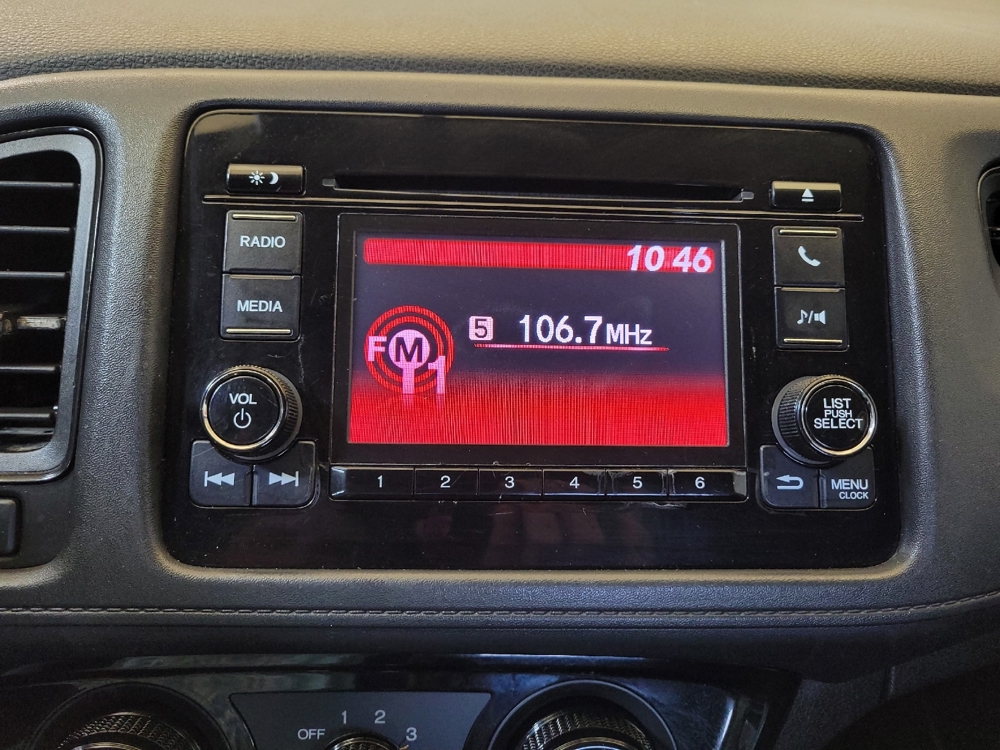 RADIO
MEDIA
VOL
10 46
FM1
5 106.7MHz
LIST
PUSH
SELECT
1 2 3 4 5 6
MENU
CLOCK
OFF 1 2 3